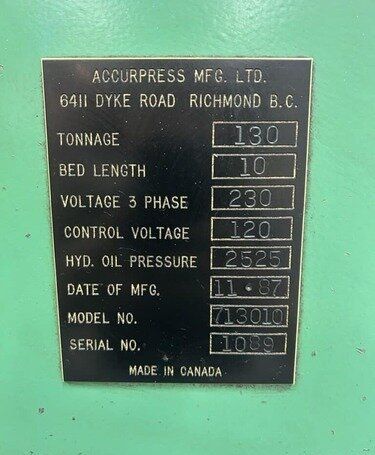 ACCURPRESS MFG. LTD.
6411 DYKE ROAD RICHMOND B.C.
TONNAGE 130
BED LENGTH 10
VOLTAGE 3 PHASE 230
CONTROL VOLTAGE 120
HYD. OIL PRESSURE 2525
DATE OF MFG. 11•87
MODEL NO. 713010
SERIAL NO. 1089
MADE IN CANADA